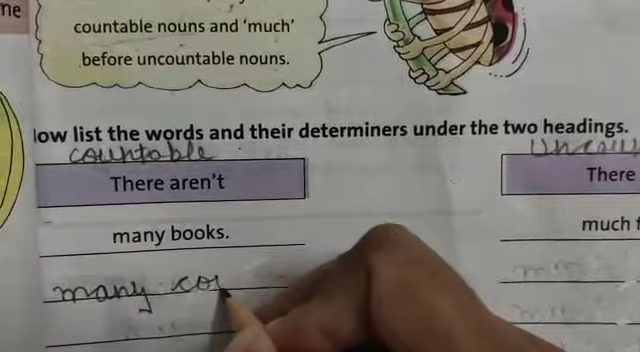 ne
countable nouns and 'much'
before uncountable nouns.
low list the words and their determiners under the two headings.
countable
There aren't
There
many books.
much
many